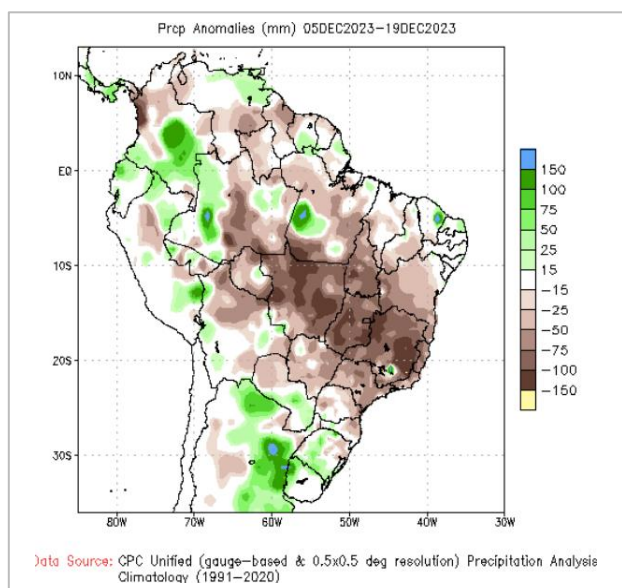 Prcp Anomalies (mm) 05DEC2023-19DEC2023
10N
EQ
10S
20S
30S
80W 70W 60W 50W 40W 30W
150
100
75
50
25
15
-15
-25
-50
-75
-100
-150
Data Source: CPC Unified (gauge-based & 0.5x0.5 deg resolution) Precipitation Analysis
Climatology (1991-2020)